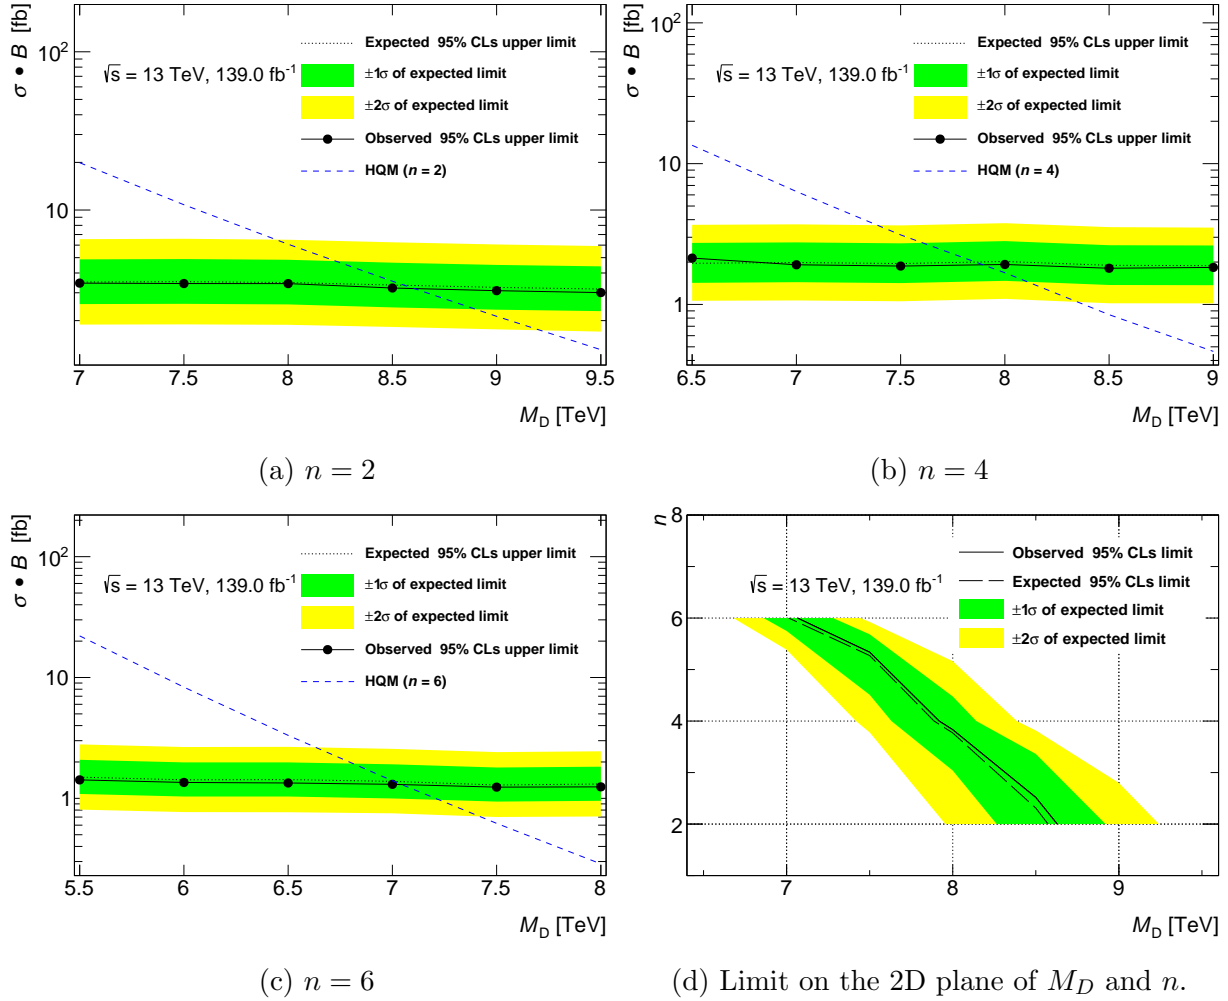 σ • B [fb]
10²
10
√s = 13 TeV, 139.0 fb⁻¹
Expected 95% CLs upper limit
±1σ of expected limit
±2σ of expected limit
Observed 95% CLs upper limit
HQM (n = 2)
7 7.5 8 8.5 9 9.5
M_D [TeV]
(a) n = 2
σ • B [fb]
10²
10
1
√s = 13 TeV, 139.0 fb⁻¹
Expected 95% CLs upper limit
±1σ of expected limit
±2σ of expected limit
Observed 95% CLs upper limit
HQM (n = 4)
6.5 7 7.5 8 8.5 9
M_D [TeV]
(b) n = 4
σ • B [fb]
10²
10
1
√s = 13 TeV, 139.0 fb⁻¹
Expected 95% CLs upper limit
±1σ of expected limit
±2σ of expected limit
Observed 95% CLs upper limit
HQM (n = 6)
5.5 6 6.5 7 7.5 8
M_D [TeV]
(c) n = 6
n
8
6
4
2
√s = 13 TeV, 139.0 fb⁻¹
Observed 95% CLs limit
Expected 95% CLs limit
±1σ of expected limit
±2σ of expected limit
7 8 9
M_D [TeV]
(d) Limit on the 2D plane of M_D and n.